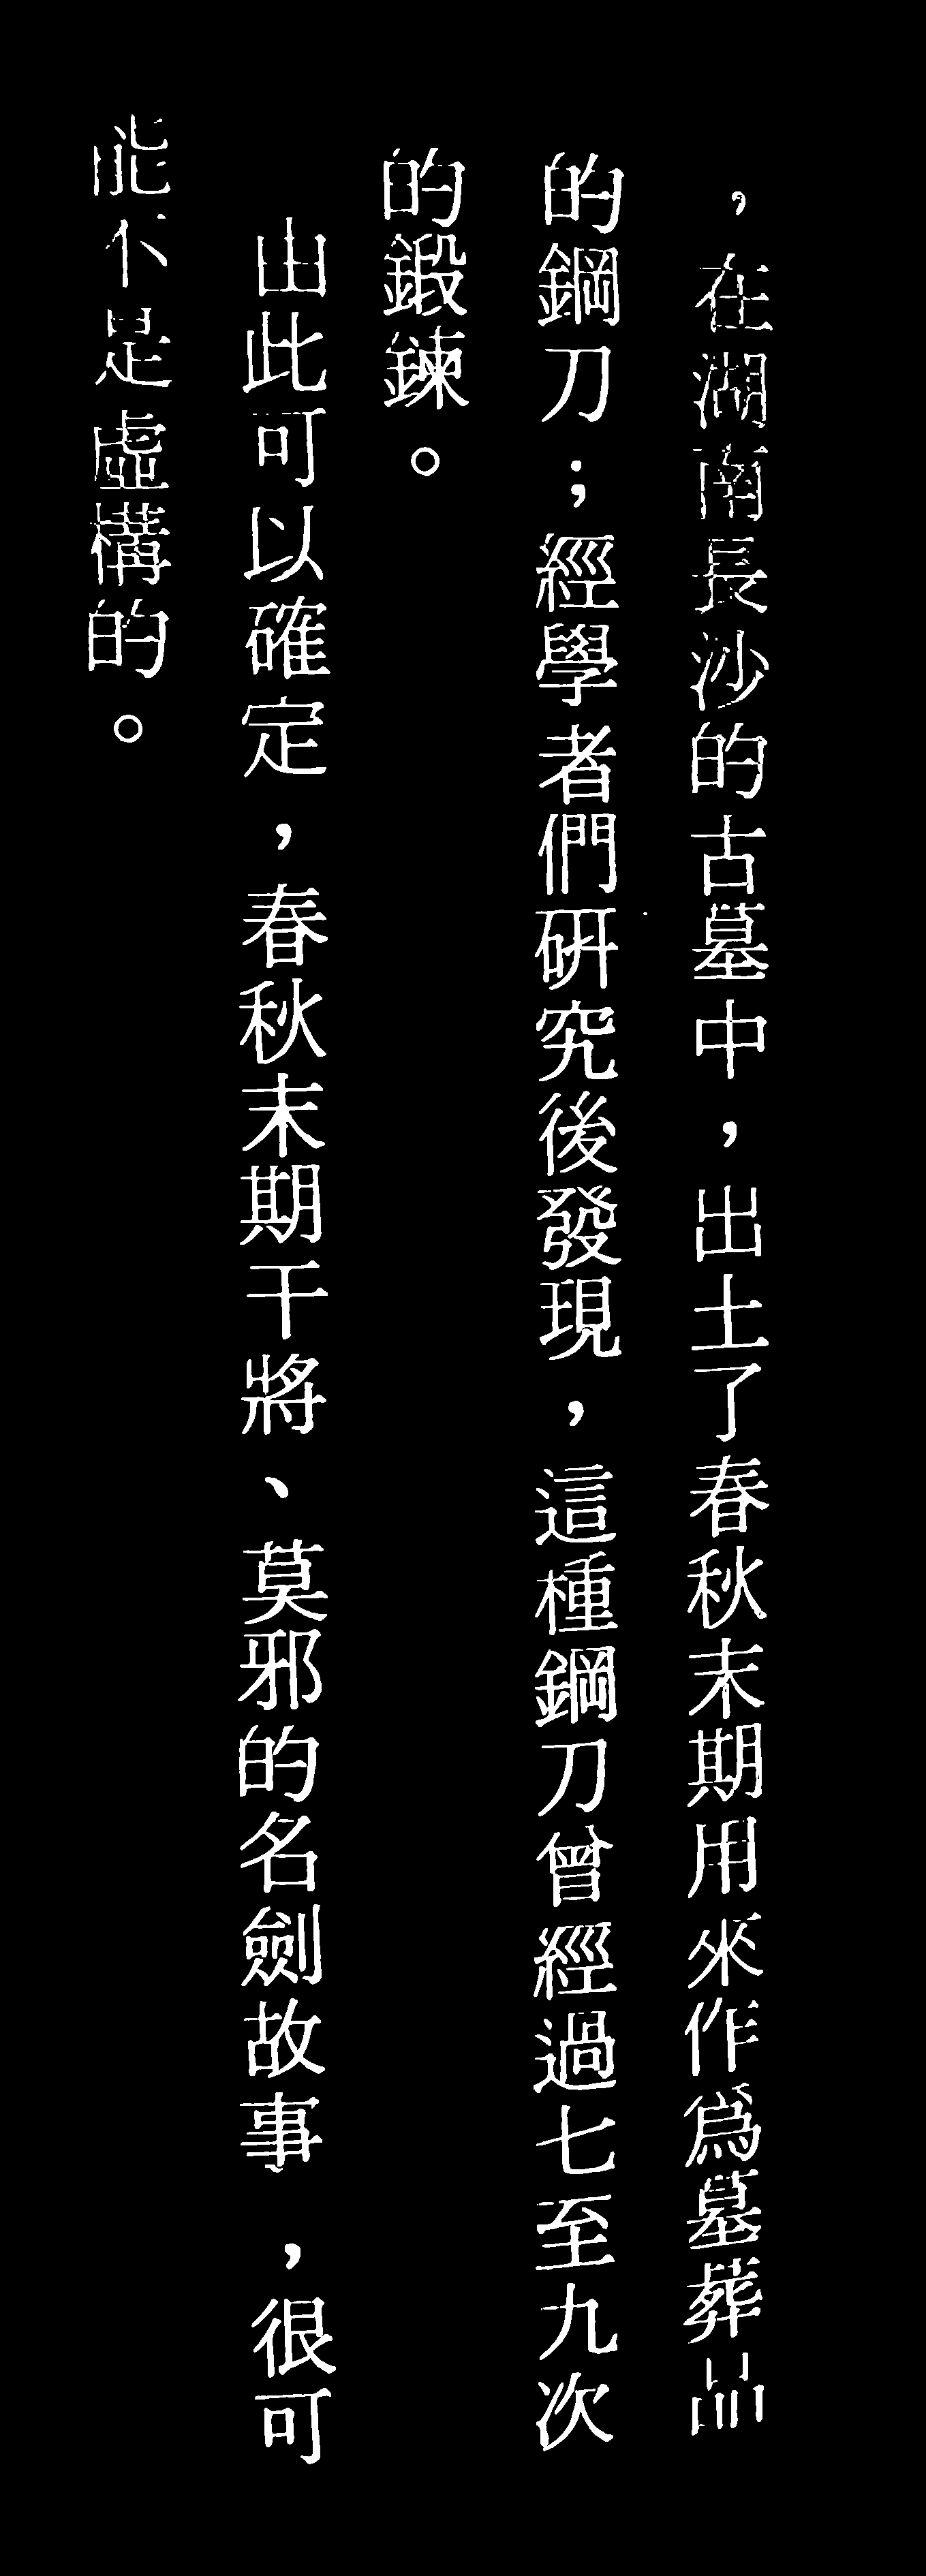 ，在湖南長沙的古墓中，出土了春秋末期用來作爲墓葬品
的鋼刀；經學者們研究後發現，這種鋼刀曾經過七至九次
的鍛鍊。
由此可以確定，春秋末期干將、莫邪的名劍故事，很可
能不是虛構的。